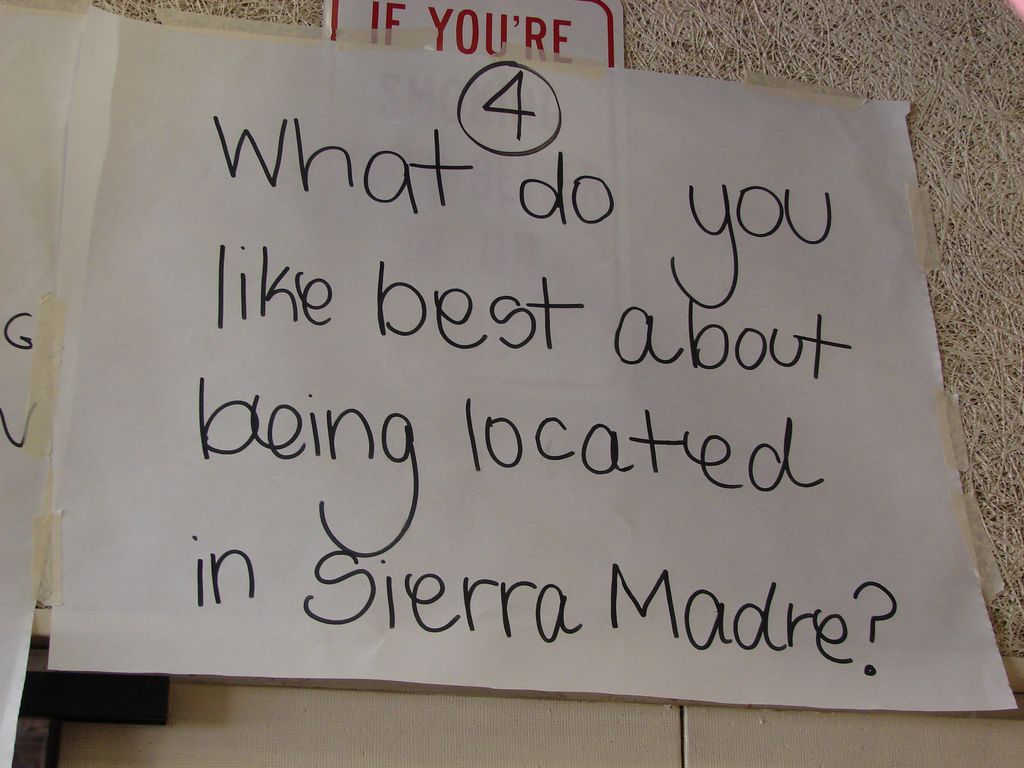 IF YOU'RE
4
What do you
like best about
being located
in Sierra Madre?
G
V